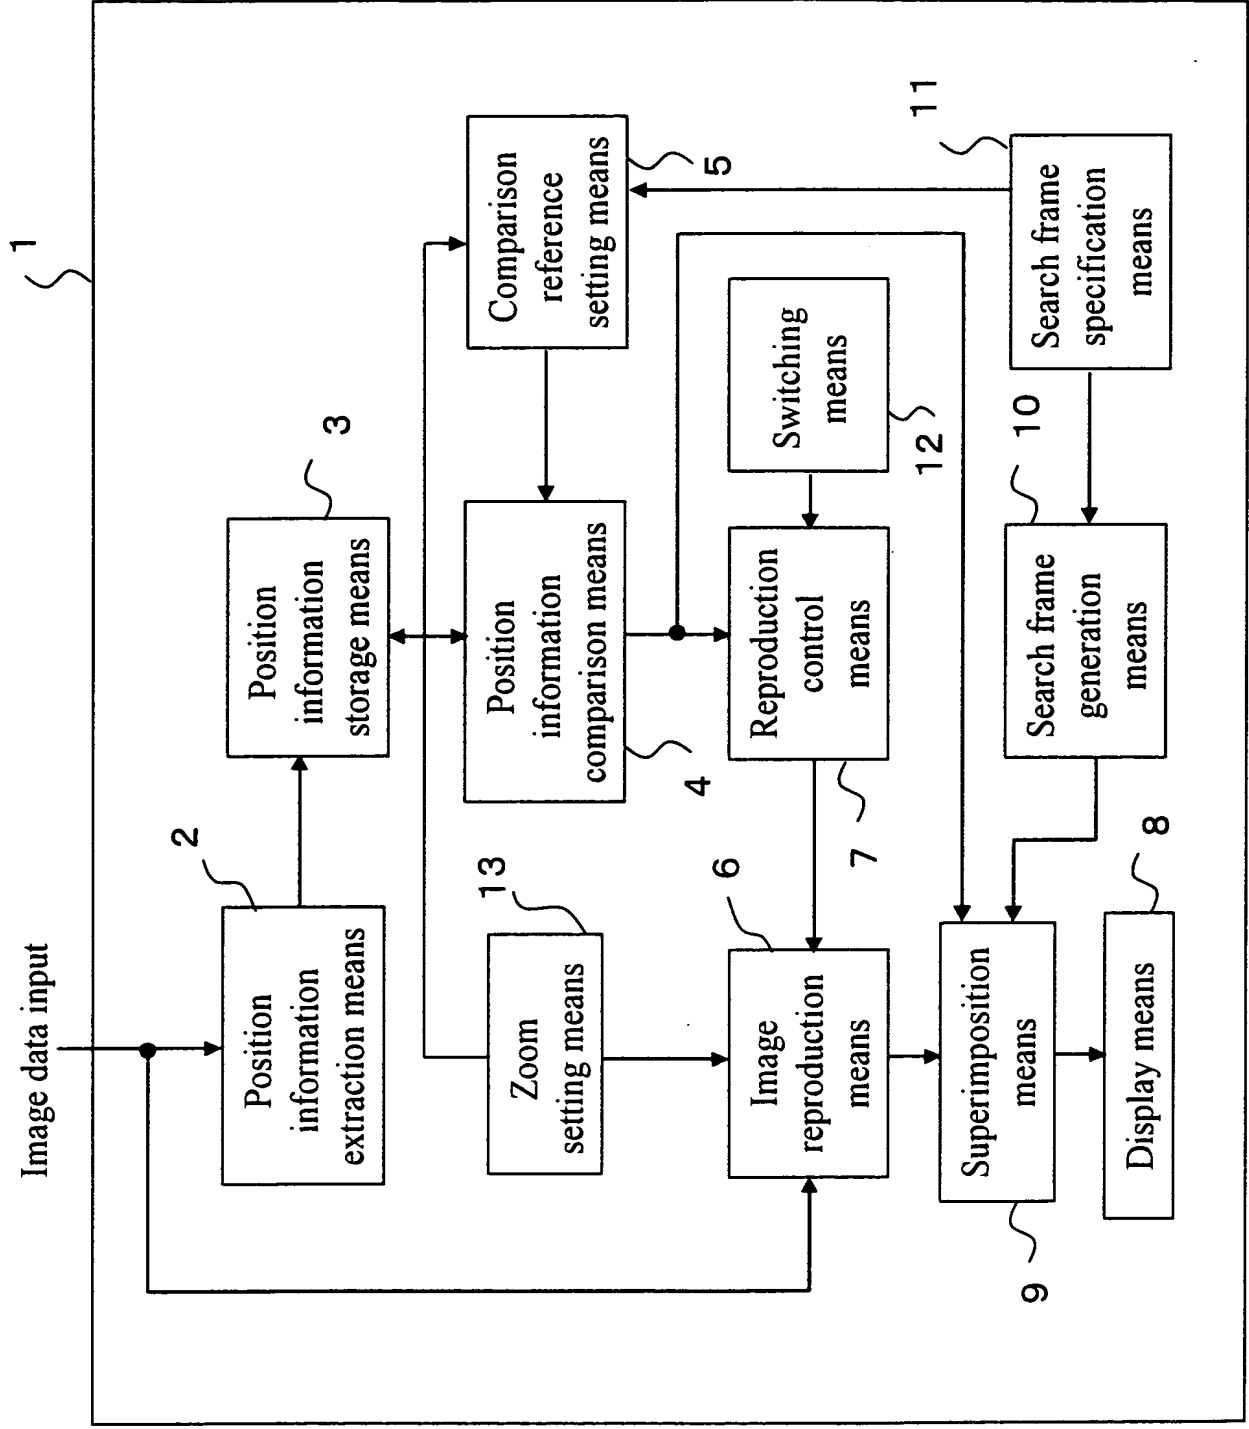 1
Image data input
2
Position
information
extraction means
3
Position
information
storage means
13
Zoom
setting means
4
Position
information
comparison means
5
Comparison
reference
setting means
6
Image
reproduction
means
7
Reproduction
control
means
12
Switching
means
9
Superimposition
means
10
Search frame
generation
means
11
Search frame
specification
means
8
Display means